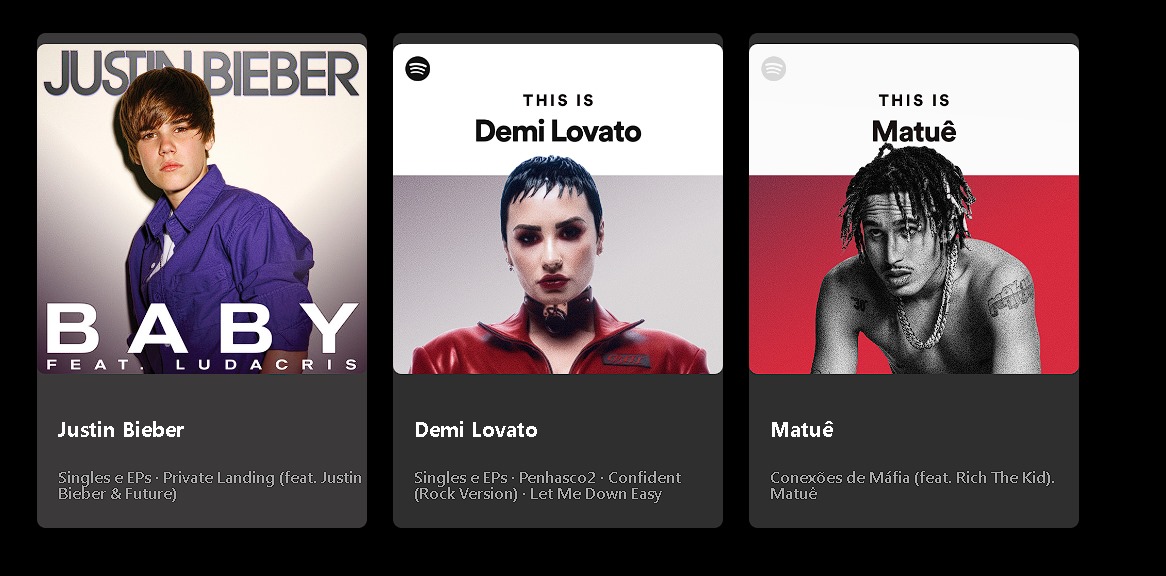 JUSTIN BIEBER
BABY
FEAT. LUDACRIS
Justin Bieber
Singles e EPs · Private Landing (feat. Justin
Bieber & Future)
THIS IS
Demi Lovato
Demi Lovato
Singles e EPs · Penhasco2 · Confident
(Rock Version) · Let Me Down Easy
THIS IS
Matuê
Matuê
Conexões de Máfia (feat. Rich The Kid).
Matuê